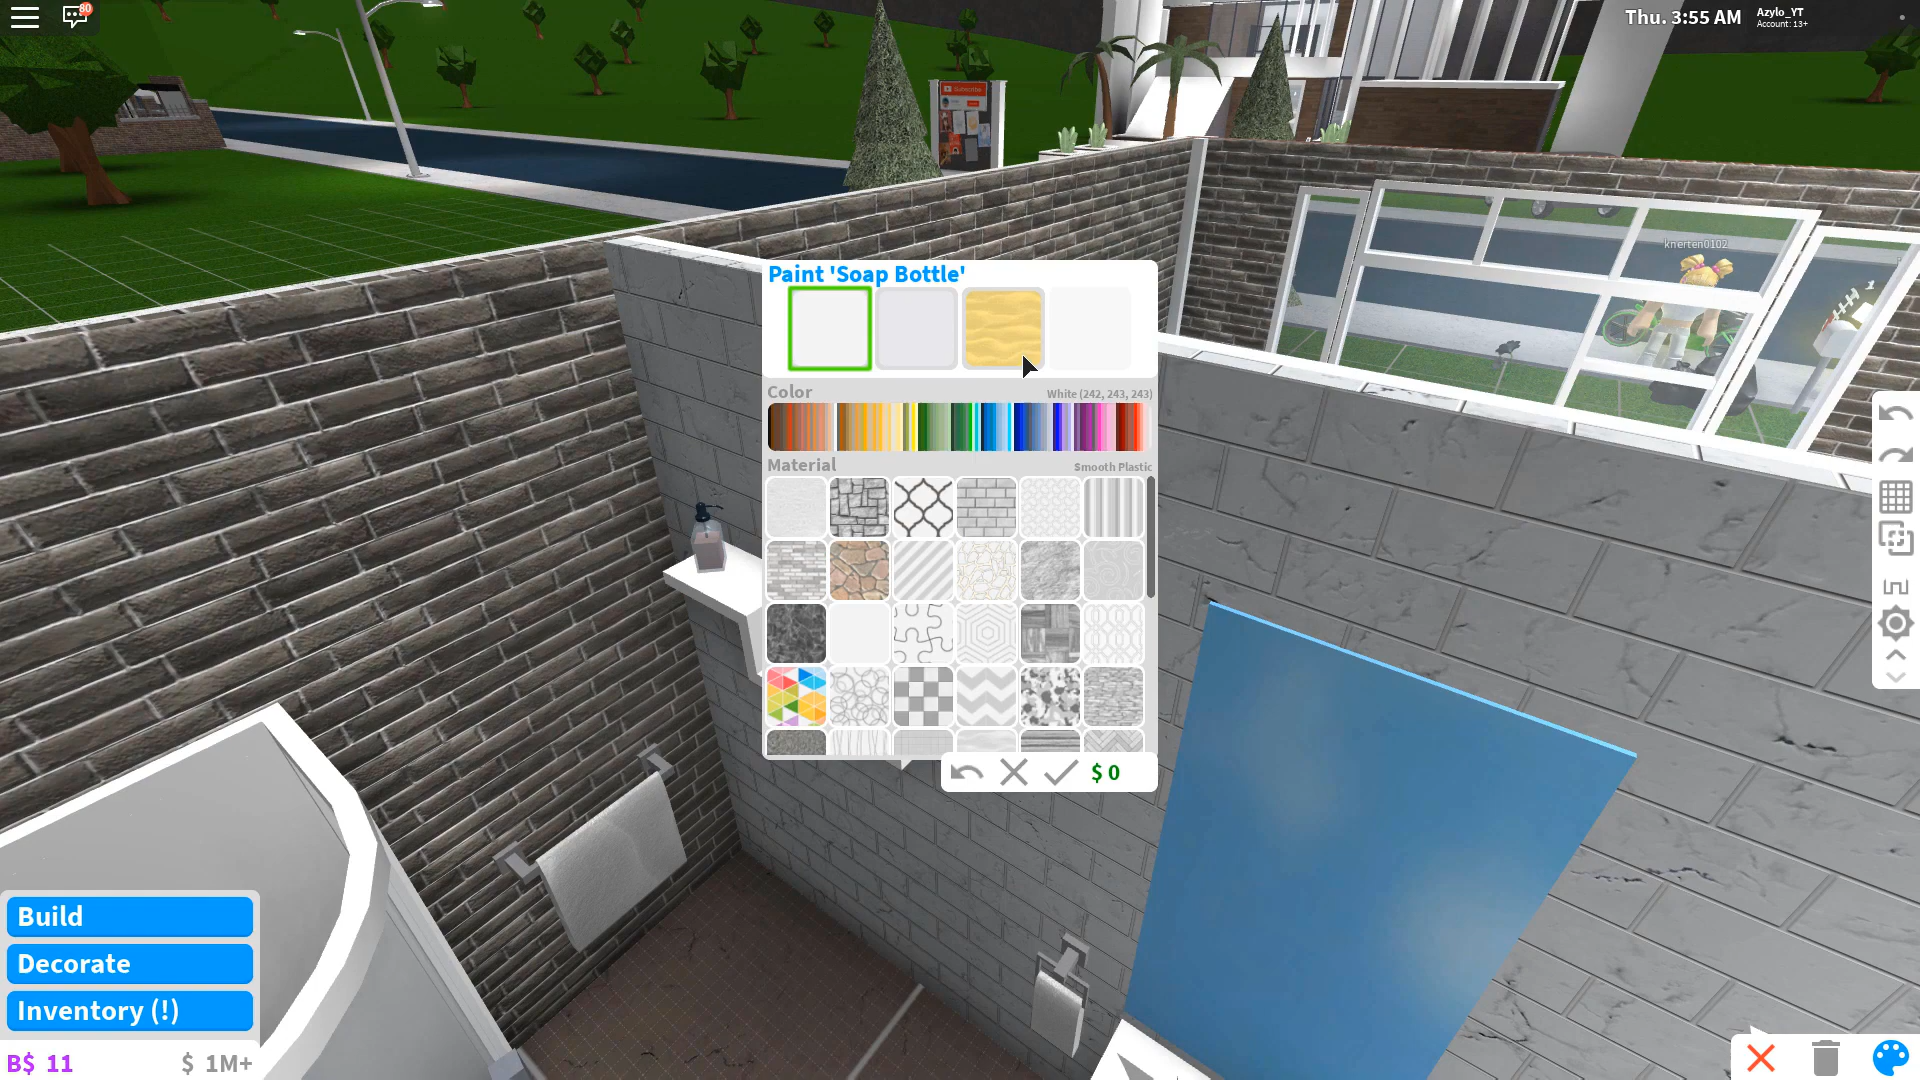 80
Thu. 3:55 AM
Azylo_YT
Account: 13+
Subscribe
knerten0102
Paint 'Soap Bottle'
Color
White (242, 243, 243)
Material
Smooth Plastic
$ 0
Build
Decorate
Inventory (!)
B$ 11
$ 1M+